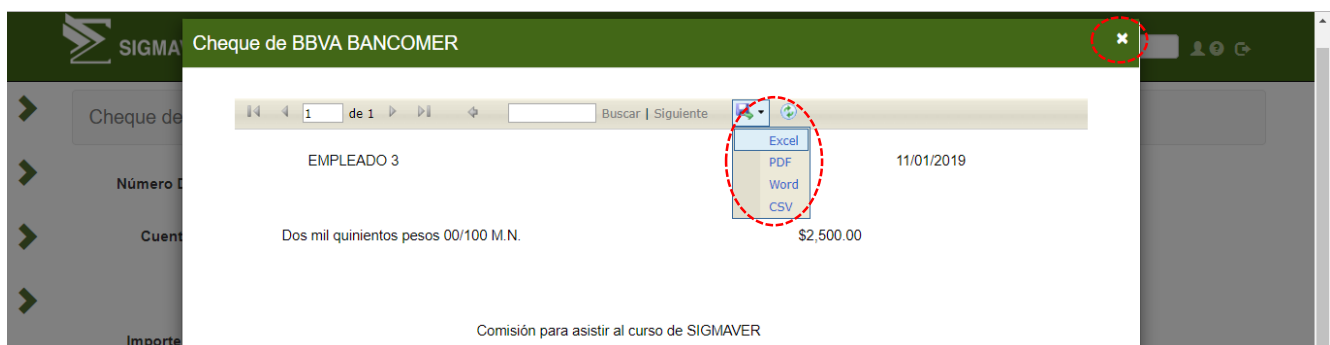 SIGMAV
Cheque de BBVA BANCOMER
Cheque de
1 de 1 Buscar | Siguiente
Excel
PDF
Word
CSV
EMPLEADO 3 11/01/2019
Número D
Cuent
Dos mil quinientos pesos 00/100 M.N. $2,500.00
Comisión para asistir al curso de SIGMAVER
Importe